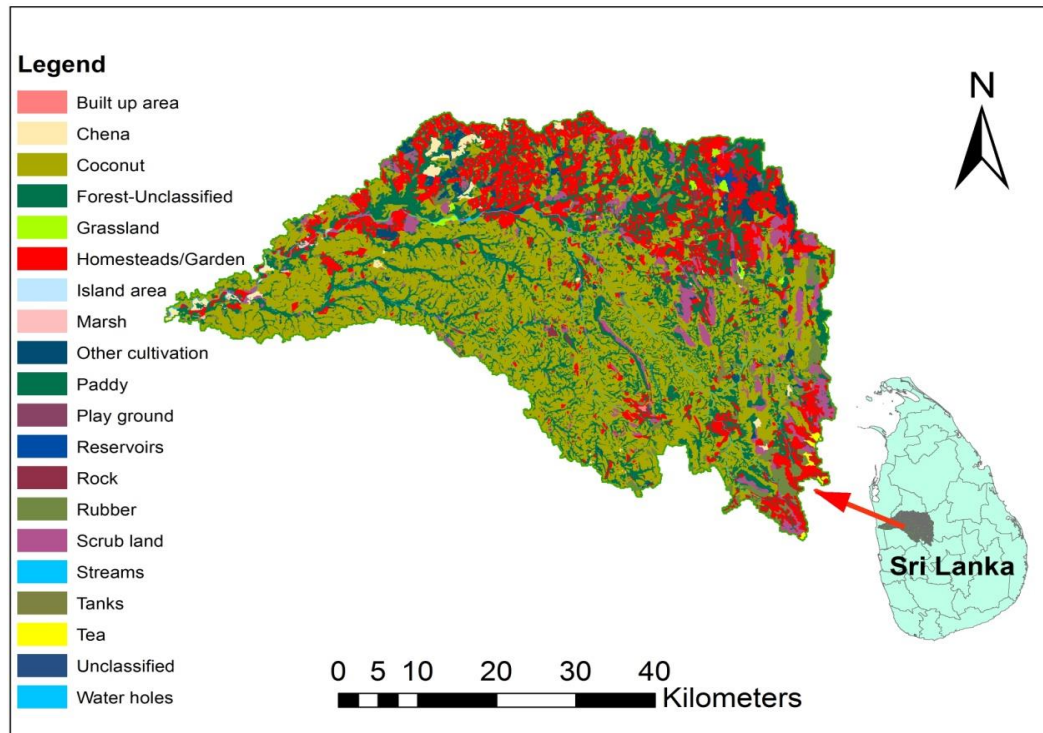 Legend
Built up area
Chena
Coconut
Forest-Unclassified
Grassland
Homesteads/Garden
Island area
Marsh
Other cultivation
Paddy
Play ground
Reservoirs
Rock
Rubber
Scrub land
Streams
Tanks
Tea
Unclassified
Water holes
N
Sri Lanka
0 5 10 20 30 40
Kilometers